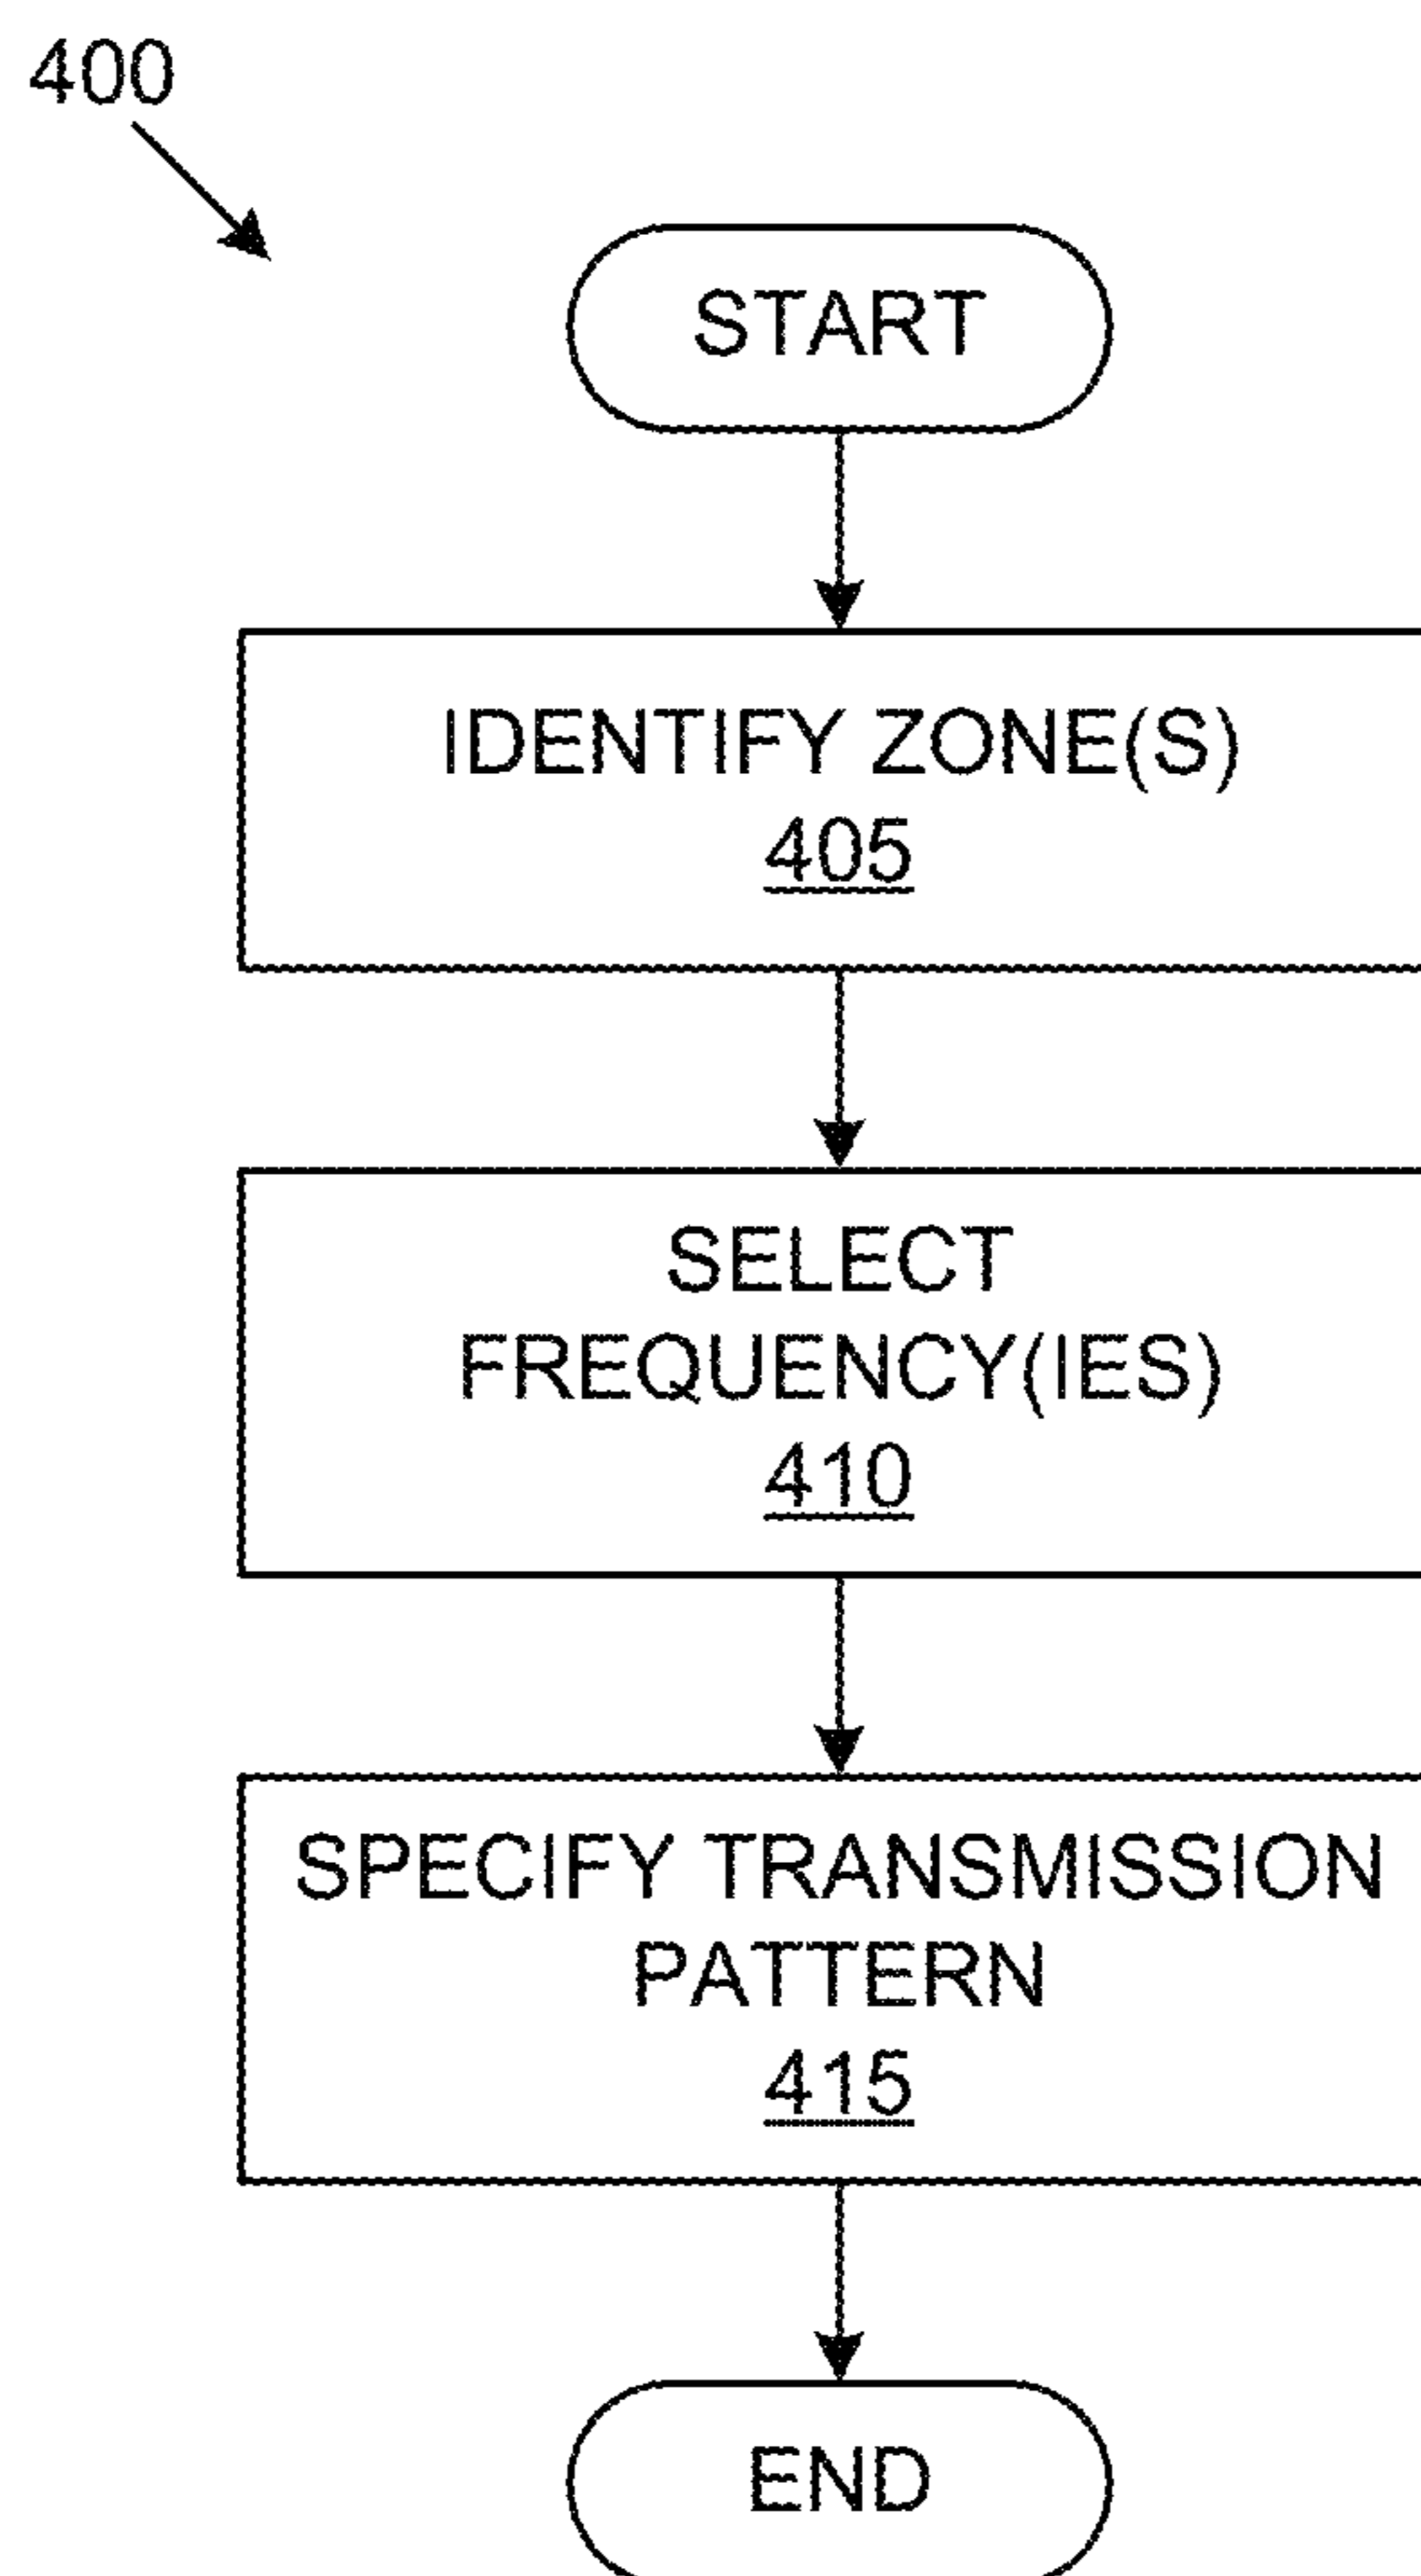 400
START
IDENTIFY ZONE(S)
405
SELECT
FREQUENCY(IES)
410
SPECIFY TRANSMISSION
PATTERN
415
END